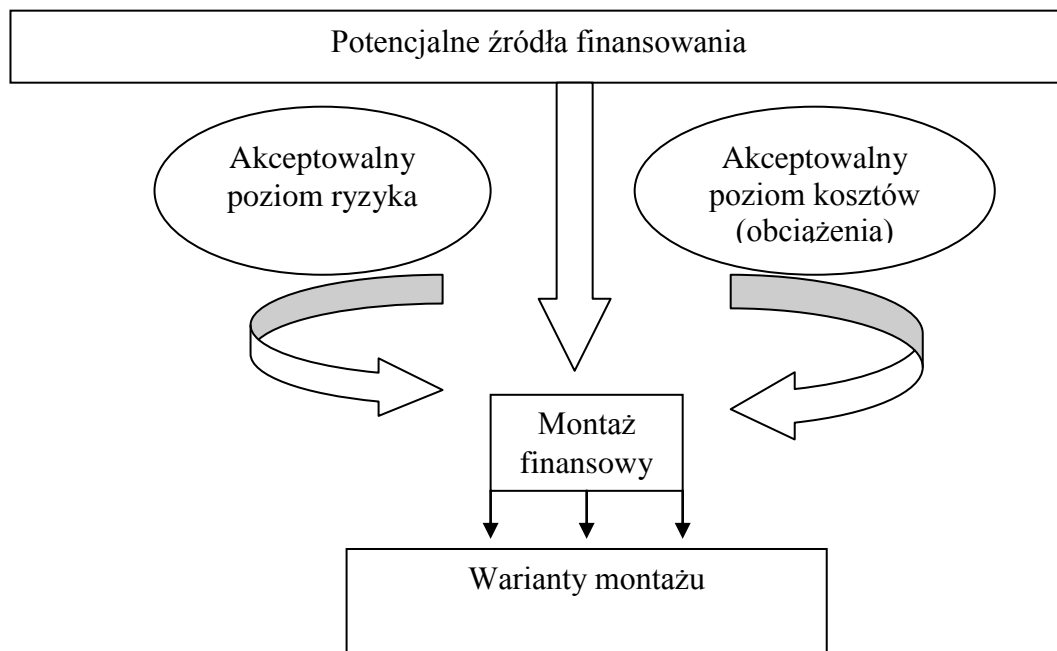 Potencjalne źródła finansowania
Akceptowalny
poziom ryzyka
Akceptowalny
poziom kosztów
(obciążenia)
Montaż
finansowy
Warianty montażu